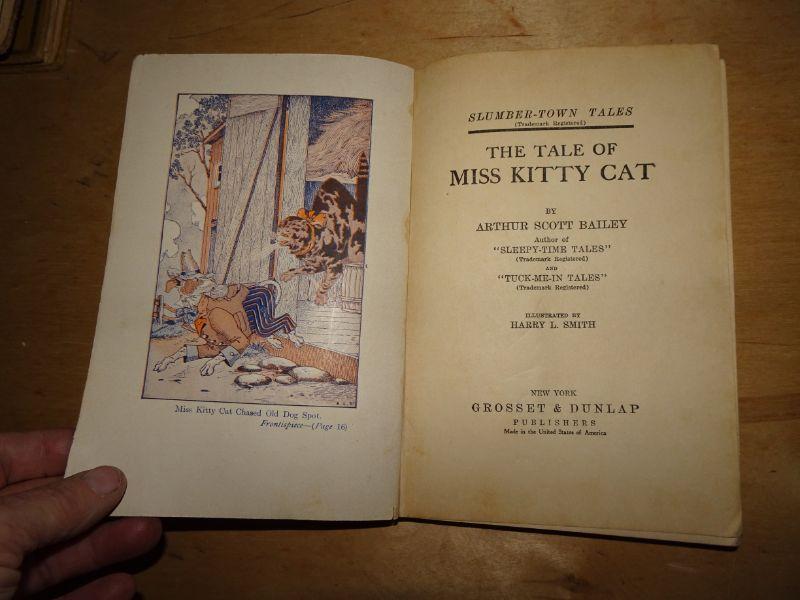 Miss Kitty Cat Chased Old Dog Spot.
Frontispiece—(Page 16)
SLUMBER-TOWN TALES
(Trademark Registered)
THE TALE OF
MISS KITTY CAT
BY
ARTHUR SCOTT BAILEY
Author of
"SLEEPY-TIME TALES"
(Trademark Registered)
AND
"TUCK-ME-IN TALES"
(Trademark Registered)
ILLUSTRATED BY
HARRY L. SMITH
NEW YORK
GROSSET & DUNLAP
PUBLISHERS
Made in the United States of America